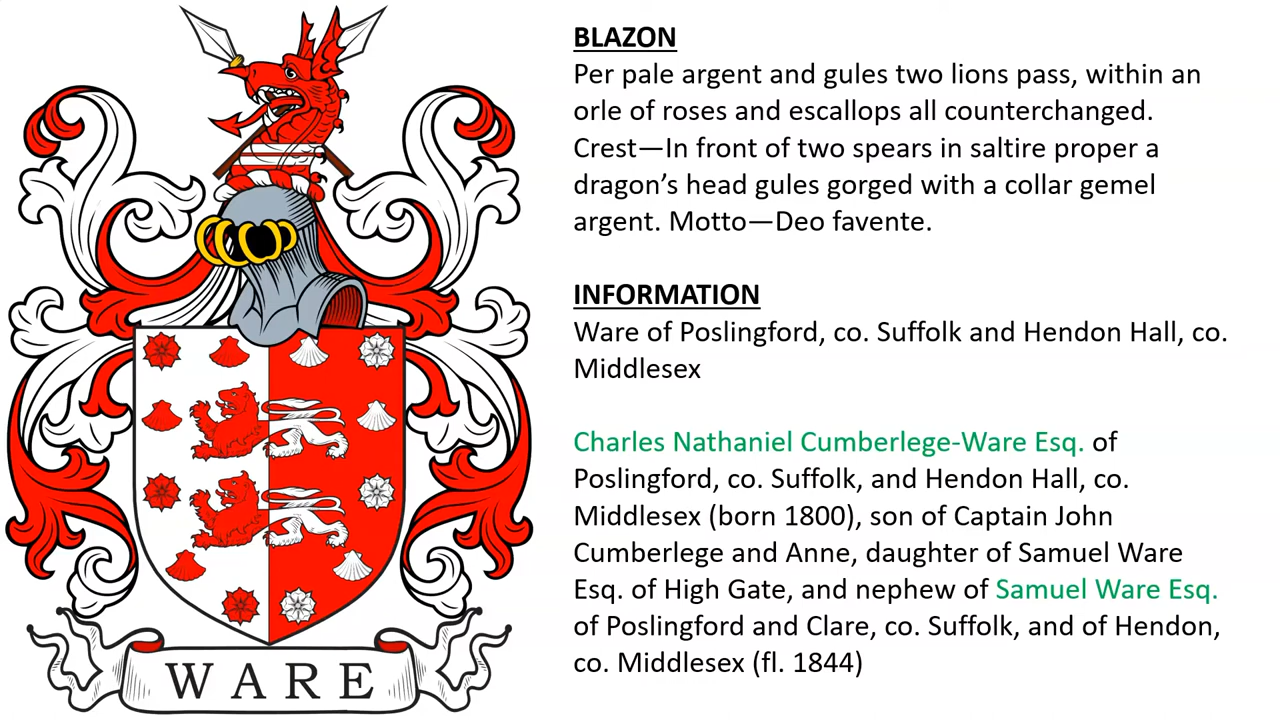 WARE
BLAZON
Per pale argent and gules two lions pass, within an
orle of roses and escallops all counterchanged.
Crest—In front of two spears in saltire proper a
dragon’s head gules gorged with a collar gemel
argent. Motto—Deo favente.
INFORMATION
Ware of Poslingford, co. Suffolk and Hendon Hall, co.
Middlesex
Charles Nathaniel Cumberlege-Ware Esq. of
Poslingford, co. Suffolk, and Hendon Hall, co.
Middlesex (born 1800), son of Captain John
Cumberlege and Anne, daughter of Samuel Ware
Esq. of High Gate, and nephew of Samuel Ware Esq.
of Poslingford and Clare, co. Suffolk, and of Hendon,
co. Middlesex (fl. 1844)